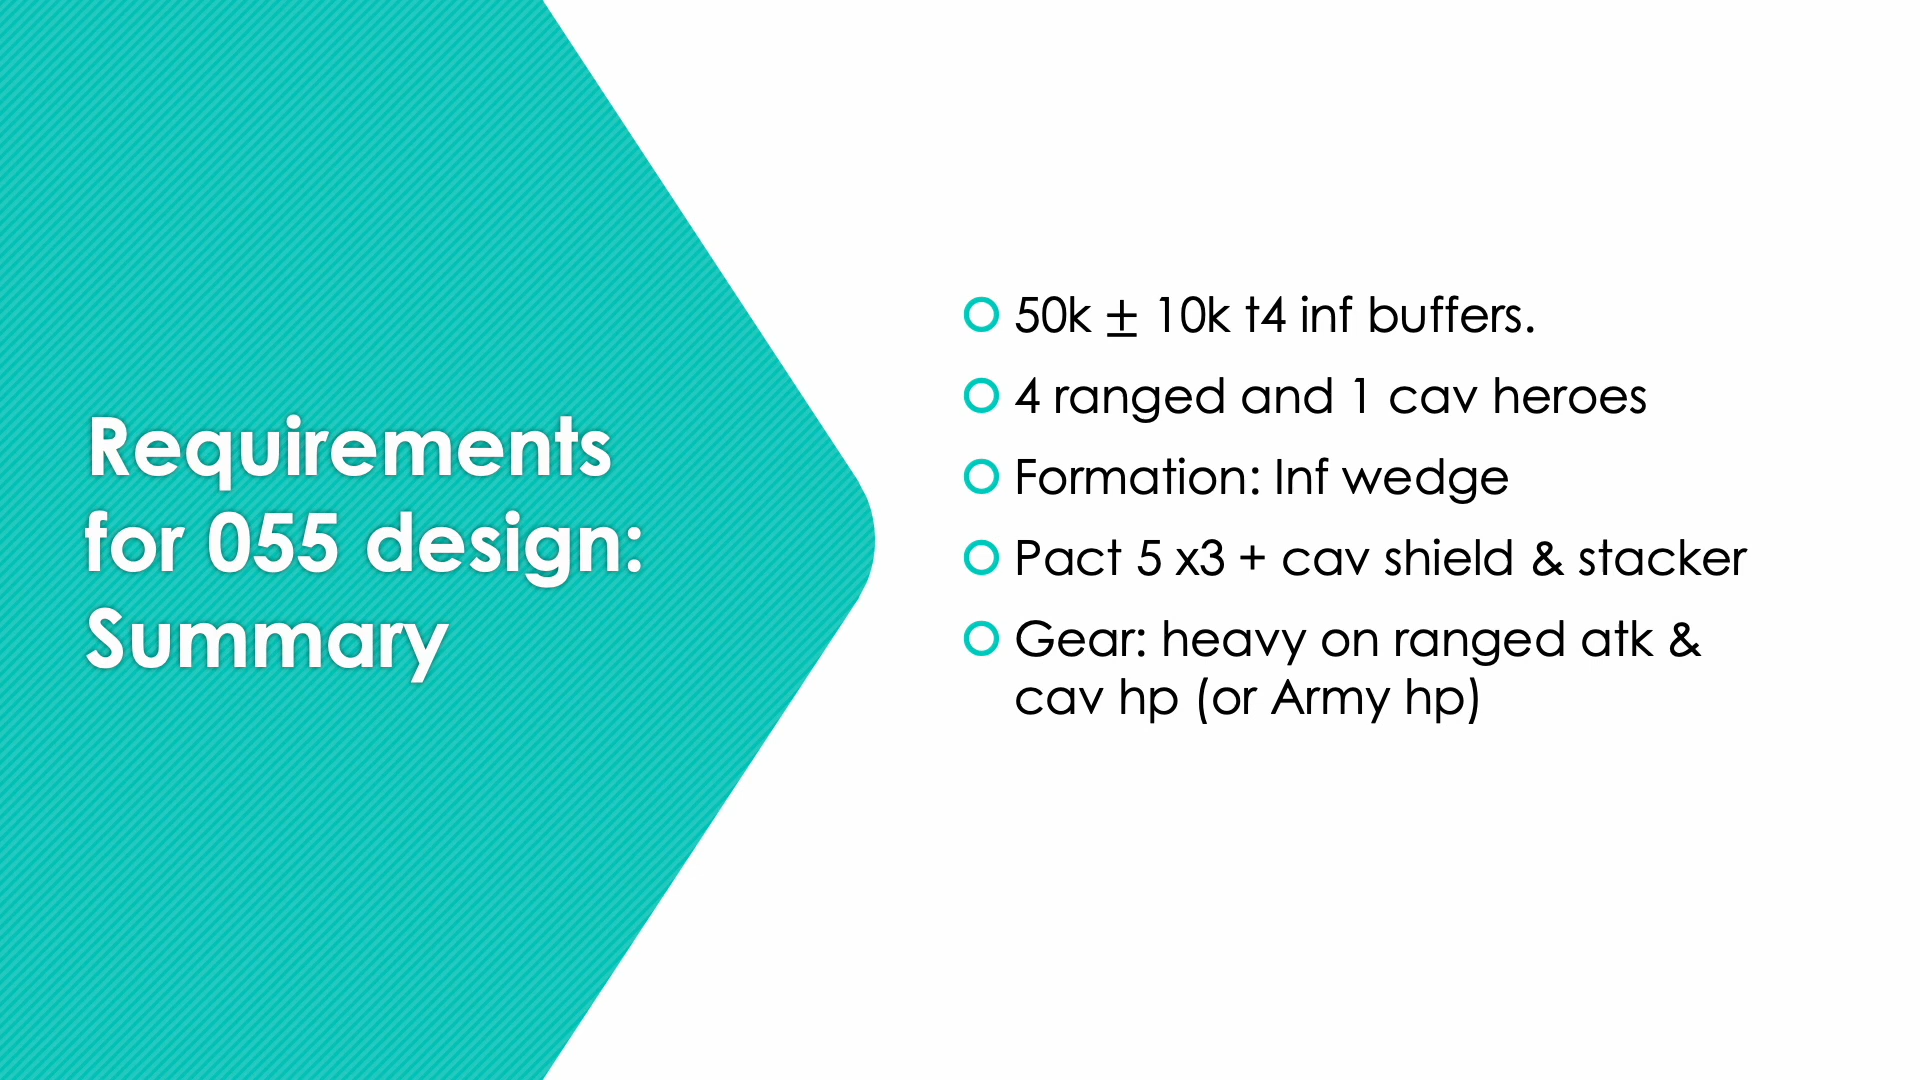 Requirements
for 055 design:
Summary
50k ± 10k t4 inf buffers.
4 ranged and 1 cav heroes
Formation: Inf wedge
Pact 5 x3 + cav shield & stacker
Gear: heavy on ranged atk &
cav hp (or Army hp)